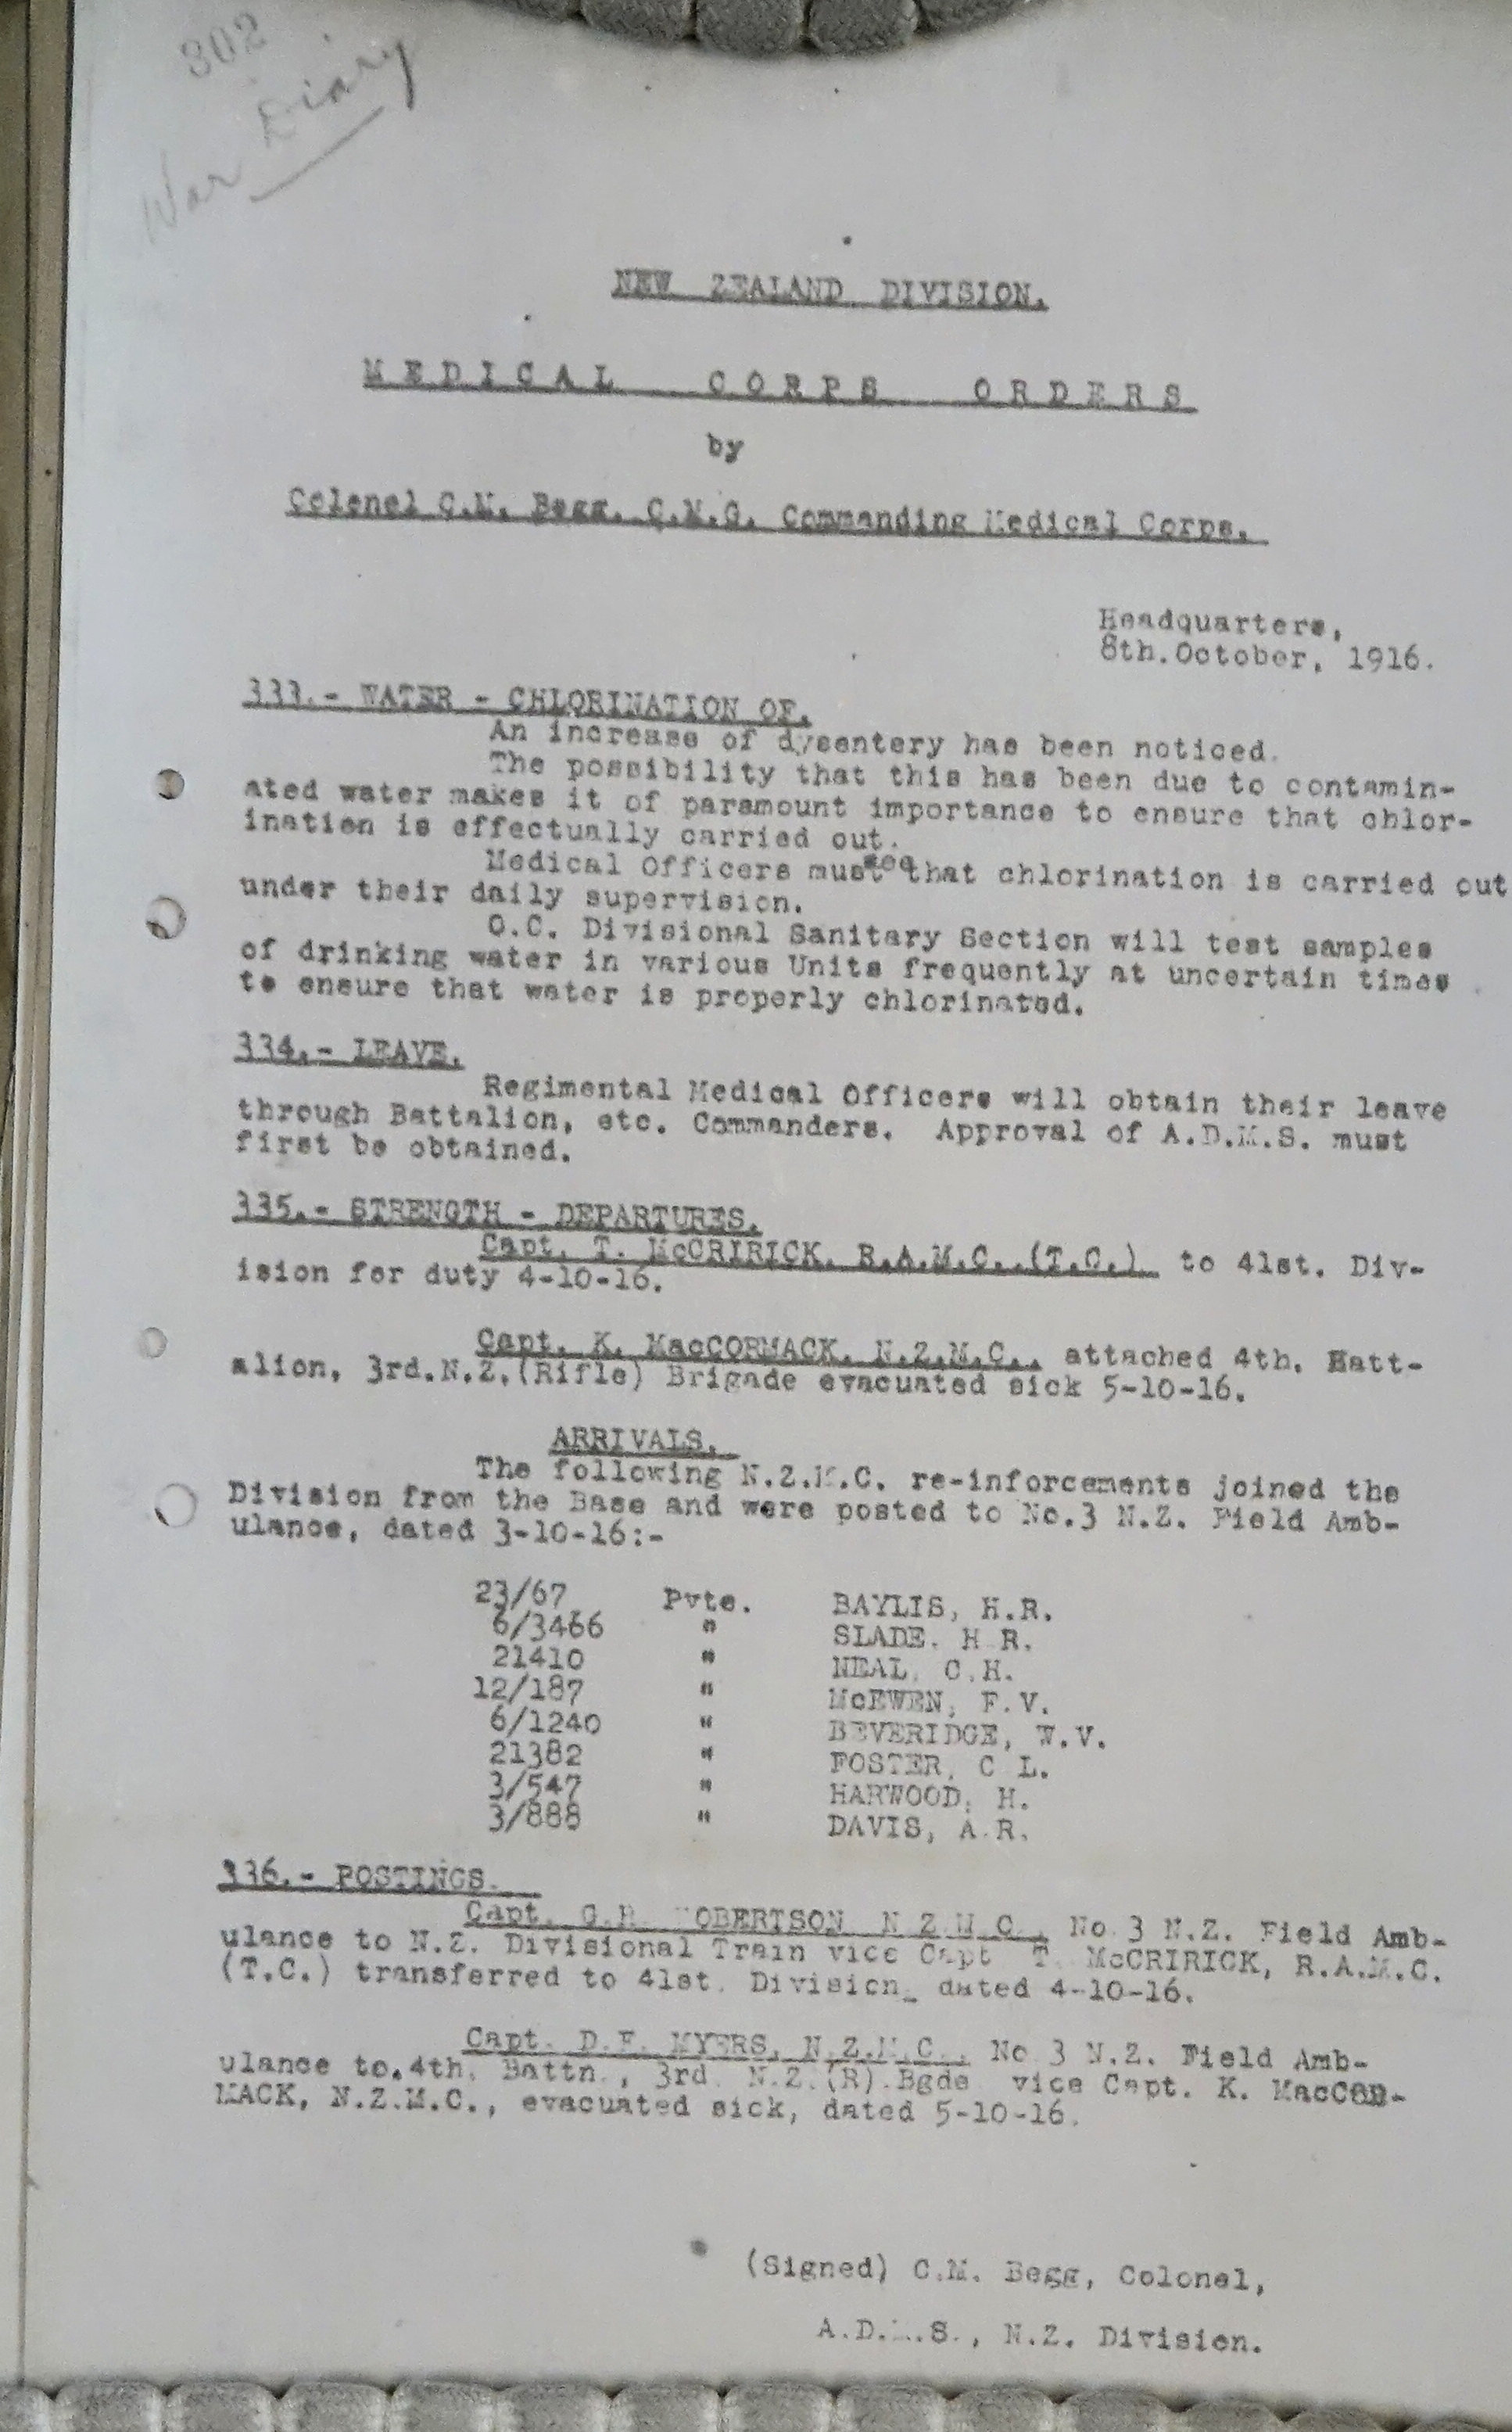 302
War Diary
NEW ZEALAND DIVISION.
MEDICAL CORPS ORDERS
by
Colonel C.M. Begg. C.M.G. Commanding Medical Corps.
Headquarters,
8th.October, 1916.
333.- WATER - CHLORINATION OF.
An increase of dysentery has been noticed.
The possibility that this has been due to contamin-
ated water makes it of paramount importance to ensure that chlor-
ination is effectually carried out.
Medical Officers must see that chlorination is carried out
under their daily supervision.
O.C. Divisional Sanitary Section will test samples
of drinking water in various Units frequently at uncertain times
to ensure that water is properly chlorinated.
334.- LEAVE.
Regimental Medical Officers will obtain their leave
through Battalion, etc. Commanders. Approval of A.D.M.S. must
first be obtained.
335.- STRENGTH - DEPARTURES.
Capt. T. McCRIRICK. R.A.M.C..(T.C.) to 41st. Div-
ision for duty 4-10-16.
Capt. K. MacCORMACK. N.Z.M.C.. attached 4th. Batt-
alion, 3rd.N.Z.(Rifle) Brigade evacuated sick 5-10-16.
ARRIVALS.
The following N.Z.M.C. re-inforcements joined the
Division from the Base and were posted to No.3 N.Z. Field Amb-
ulance, dated 3-10-16:-
23/67 Pvte. BAYLIS, H.R.
6/3466 " SLADE. H.R.
21410 " NEAL. C.H.
12/187 " McEWEN, F.V.
6/1240 " BEVERIDGE, W.V.
21382 " FOSTER, C L.
3/547 " HARWOOD, H.
3/888 " DAVIS, A.R.
336.- POSTINGS.
Capt. G. ROBERTSON N Z M C., No 3 N.Z. Field Amb-
ulance to N.Z. Divisional Train vice Capt T. McCRIRICK, R.A.M.C.
(T.C.) transferred to 41st. Division_ dated 4-10-16.
Capt. D. MYERS, N.Z.M.C., No 3 N.Z. Field Amb-
ulance to.4th. Battn., 3rd. N.Z.(R).Bgde vice Capt. K. MacCOR-
MACK, N.Z.M.C., evacuated sick, dated 5-10-16.
(Signed) C.M. Begg, Colonel,
A.D.M.S., N.Z. Division.